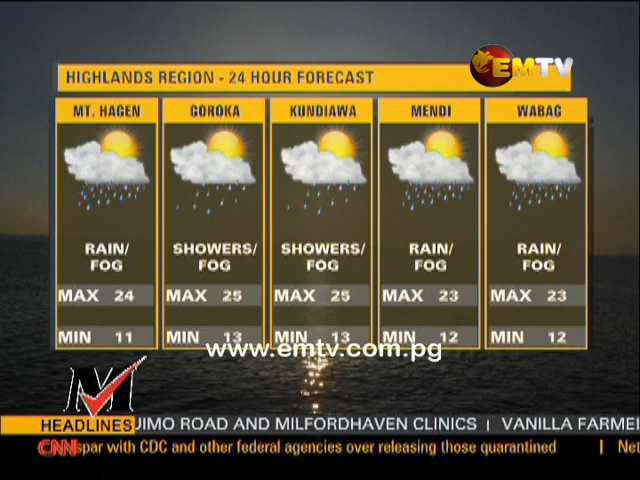 EMTV
HIGHLANDS REGION - 24 HOUR FORECAST
MT. HAGEN
RAIN/
FOG
MAX 24
MIN 11
GOROKA
SHOWERS/
FOG
MAX 25
MIN 13
KUNDIAWA
SHOWERS/
FOG
MAX 25
MIN 13
MENDI
RAIN/
FOG
MAX 23
MIN 12
WABAG
RAIN/
FOG
MAX 23
MIN 12
www.emtv.com.pg
HEADLINES UIMO ROAD AND MILFORDHAVEN CLINICS | VANILLA FARMEI
CNN spar with CDC and other federal agencies over releasing those quarantined | Net